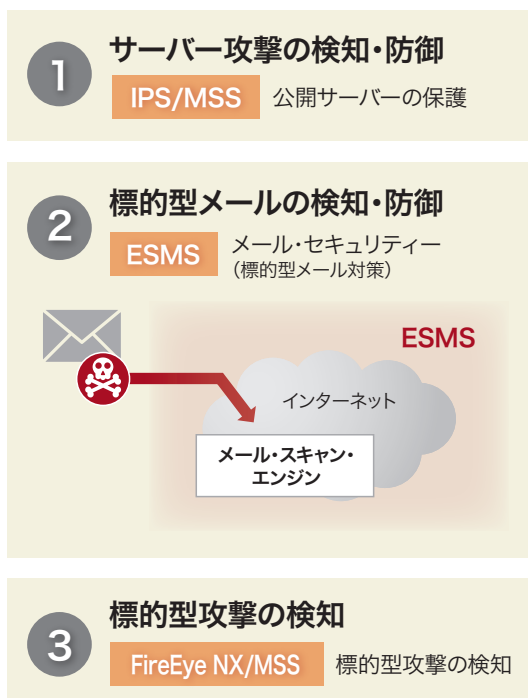 1
サーバー攻撃の検知・防御
IPS/MSS 公開サーバーの保護
2
標的型メールの検知・防御
ESMS メール・セキュリティー
（標的型メール対策）
ESMS
インターネット
メール・スキャン・
エンジン
3
標的型攻撃の検知
FireEye NX/MSS 標的型攻撃の検知